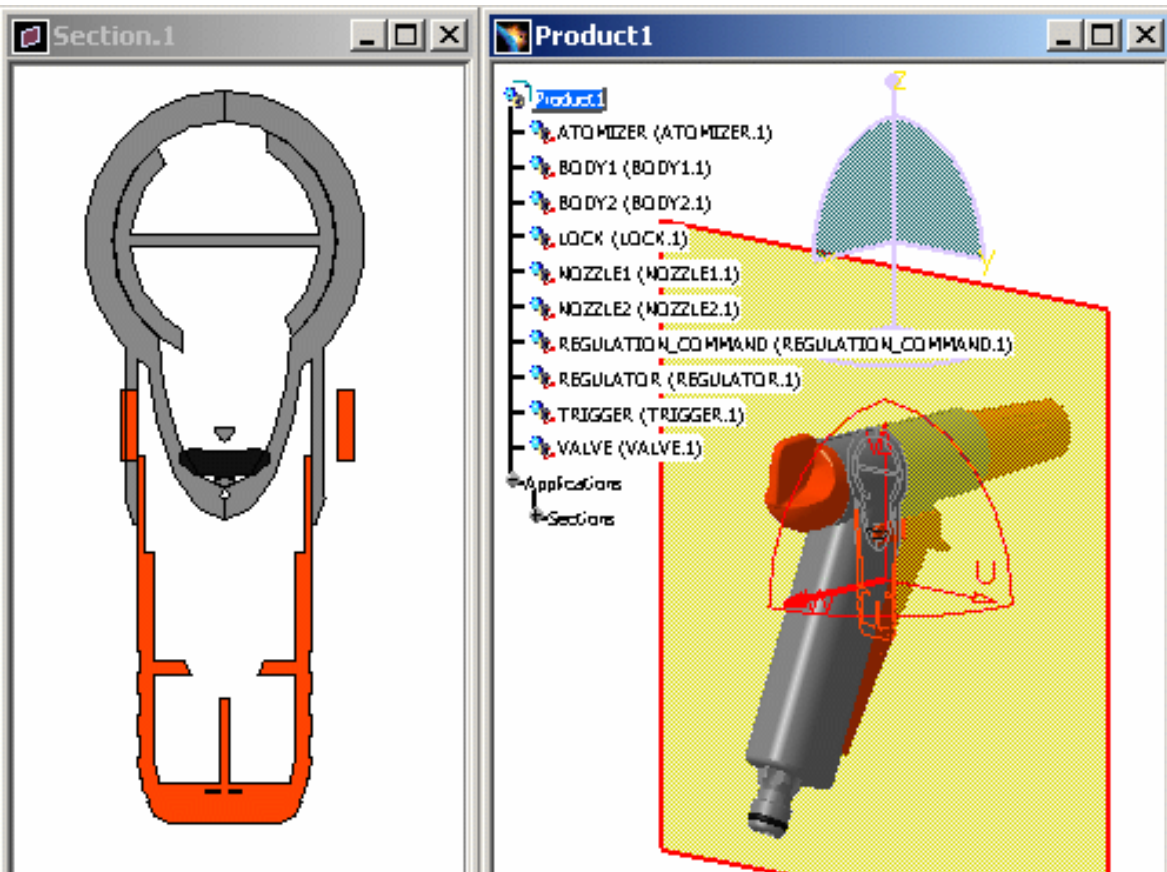 Section.1
Product1
Product1
ATOMIZER (ATOMIZER.1)
BODY1 (BODY1.1)
BODY2 (BODY2.1)
LOCK (LOCK.1)
NOZZLE1 (NOZZLE1.1)
NOZZLE2 (NOZZLE2.1)
REGULATION_COMMAND (REGULATION_COMMAND.1)
REGULATOR (REGULATOR.1)
TRIGGER (TRIGGER.1)
VALVE (VALVE.1)
Applications
Sections
z
x
y
V
U
W